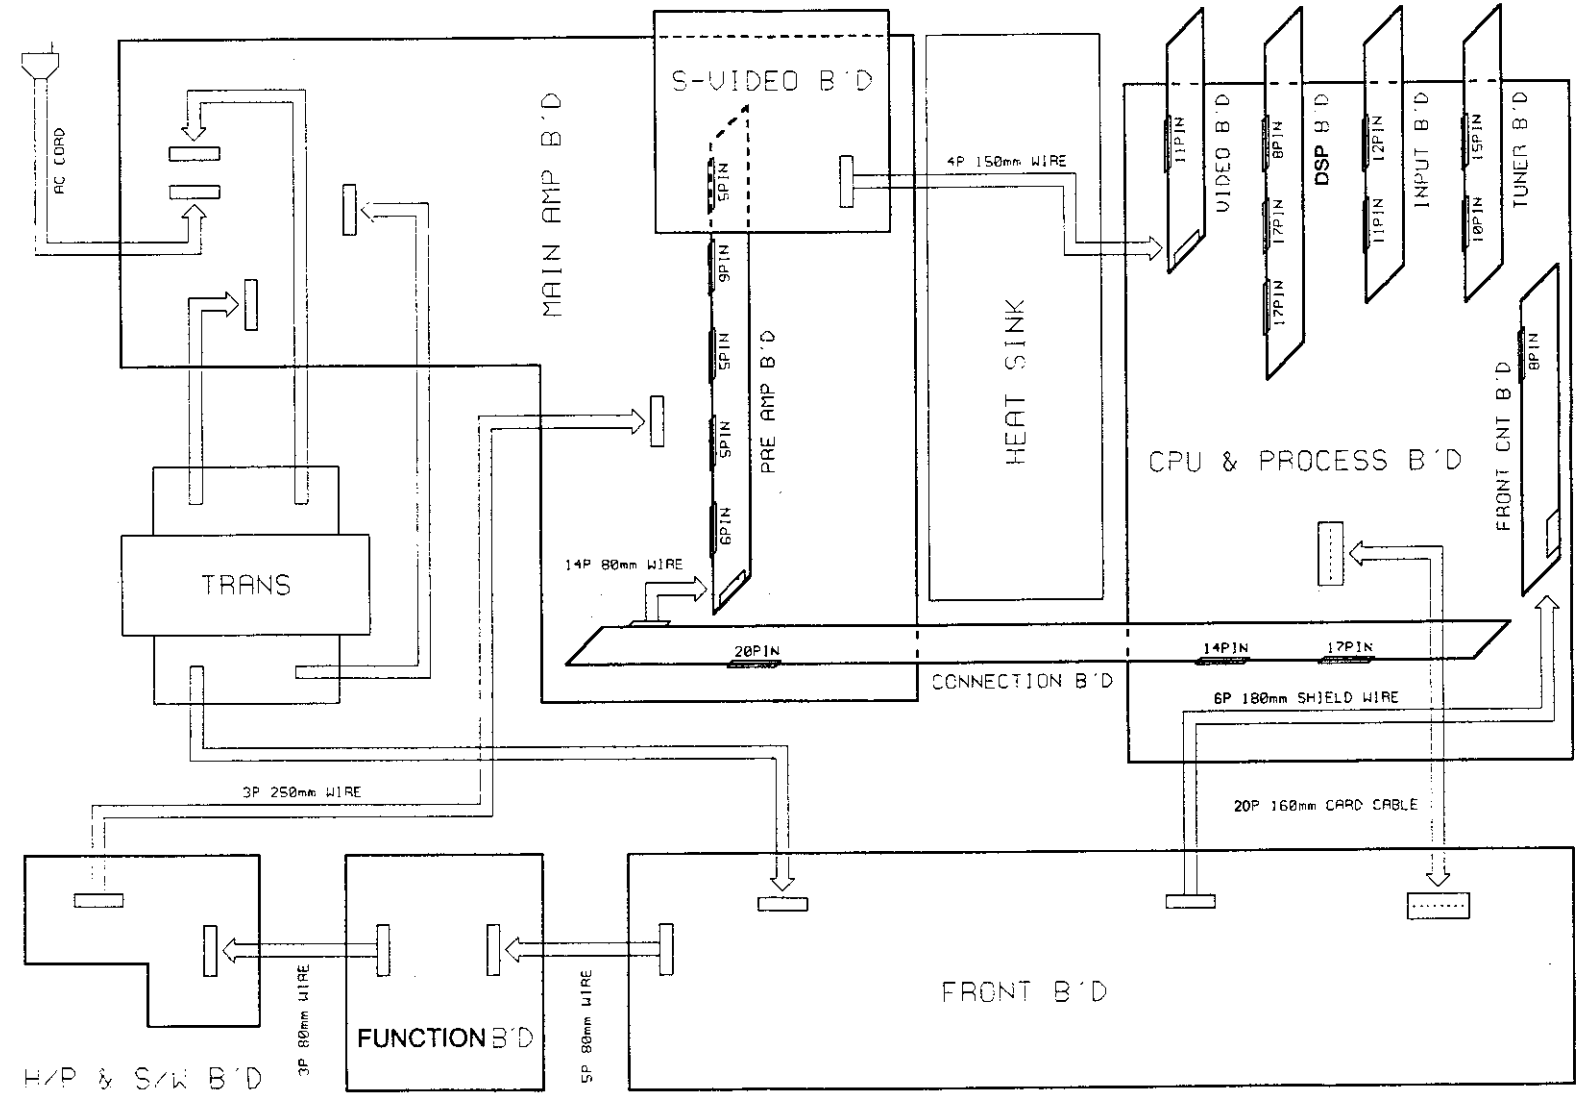 AC CORD
MAIN AMP B'D
S-VIDEO B'D
5PIN
9PIN
5PIN
5PIN
6PIN
PRE AMP B'D
4P 150mm WIRE
HEAT SINK
11PIN
VIDEO B'D
8PIN
17PIN
17PIN
DSP B'D
12PIN
11PIN
INPUT B'D
15PIN
10PIN
TUNER B'D
8PIN
FRONT CNT B'D
CPU & PROCESS B'D
TRANS
14P 80mm WIRE
20PIN
14PIN
17PIN
CONNECTION B'D
6P 180mm SHIELD WIRE
3P 250mm WIRE
20P 160mm CARD CABLE
H/P & S/W B'D
3P 80mm WIRE
FUNCTION B'D
5P 80mm WIRE
FRONT B'D